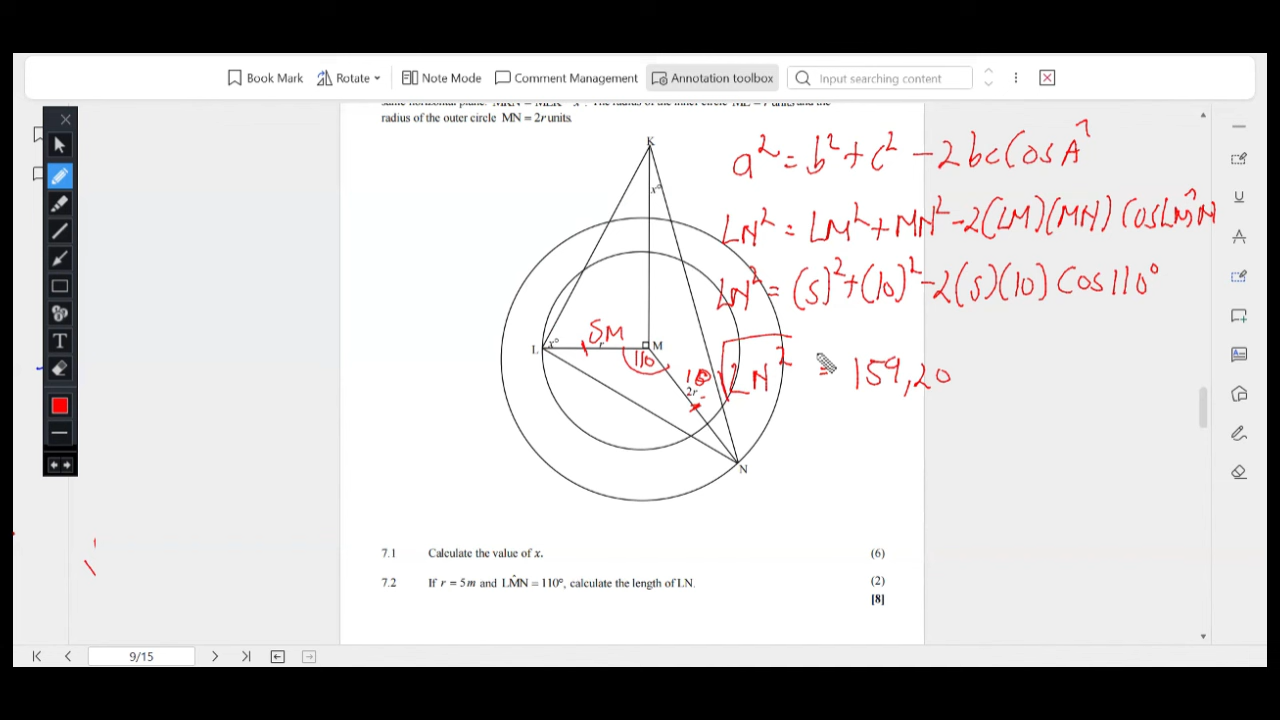 Book Mark Rotate Note Mode Comment Management Annotation toolbox Input searching content
radius of the outer circle MN = 2r units.
K
x°
a² = b² + c² - 2bc Cos Â
LN² = LM² + MN² - 2(LM)(MN) Cos LM̂N
LN² = (5)² + (10)² - 2(5)(10) Cos 110°
5M
L x° r M
110
10
2r
LN² = 159,20
N
7.1 Calculate the value of x. (6)
7.2 If r = 5m and LM̂N = 110°, calculate the length of LN. (2)
[8]
9/15